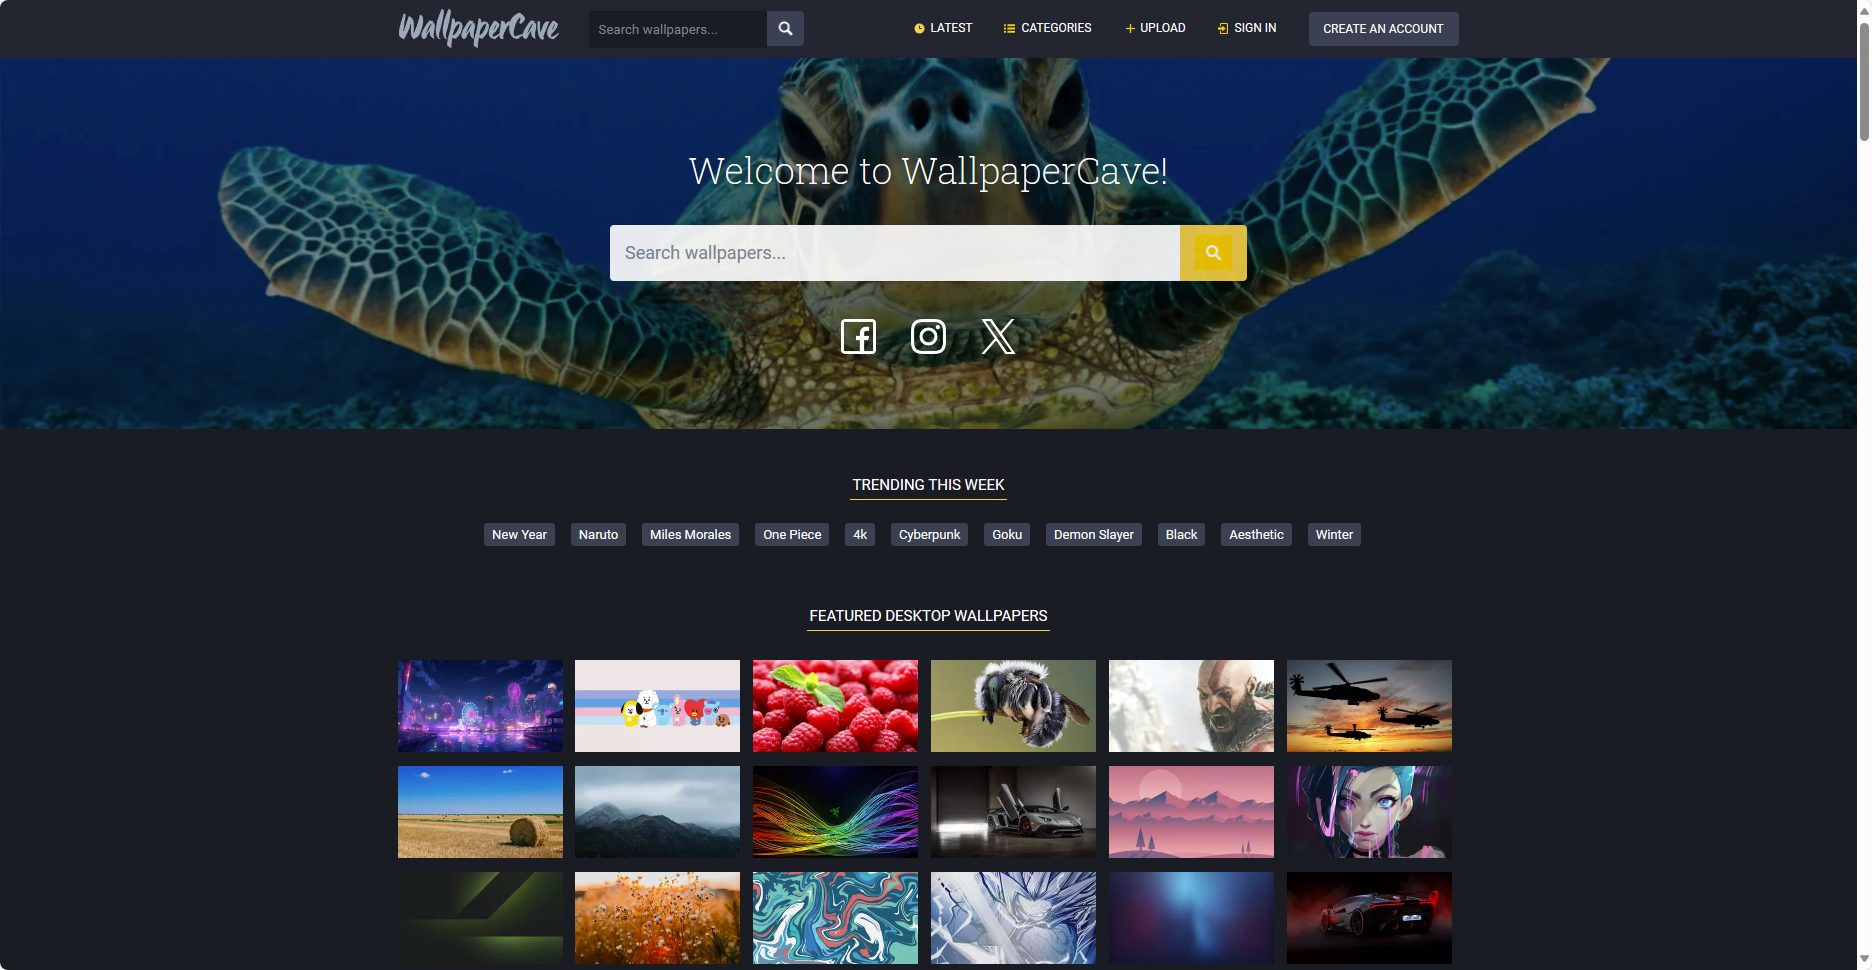 WallpaperCave
Search wallpapers...
LATEST
CATEGORIES
UPLOAD
SIGN IN
CREATE AN ACCOUNT
Welcome to WallpaperCave!
Search wallpapers...
TRENDING THIS WEEK
New Year
Naruto
Miles Morales
One Piece
4k
Cyberpunk
Goku
Demon Slayer
Black
Aesthetic
Winter
FEATURED DESKTOP WALLPAPERS